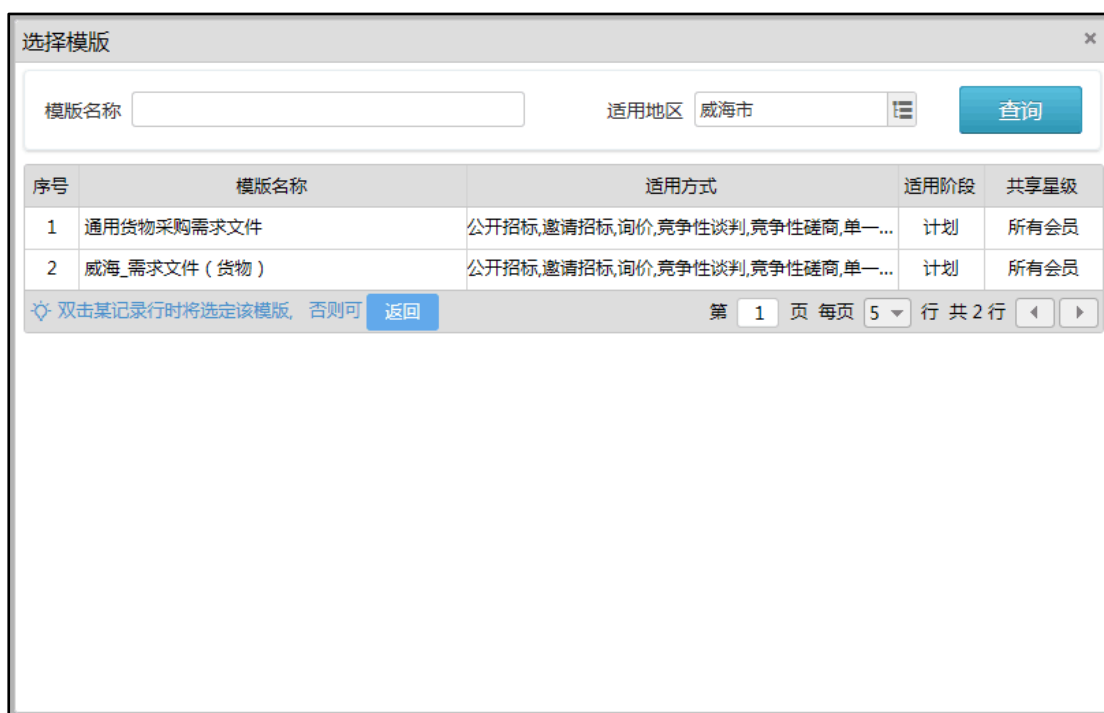 选择模版 ×
模版名称 适用地区 威海市 查询
序号 模版名称 适用方式 适用阶段 共享星级
1 通用货物采购需求文件 公开招标,邀请招标,询价,竞争性谈判,竞争性磋商,单一... 计划 所有会员
2 威海_需求文件（货物） 公开招标,邀请招标,询价,竞争性谈判,竞争性磋商,单一... 计划 所有会员
双击某记录行时将选定该模版, 否则可 返回 第 1 页 每页 5 行 共 2 行